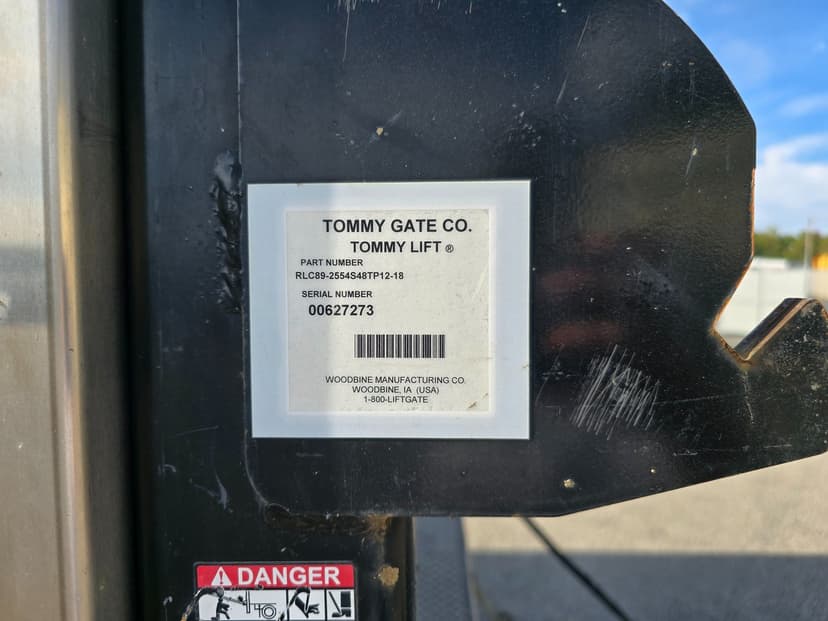 TOMMY GATE CO.
TOMMY LIFT ®
PART NUMBER
RLC89-2554S48TP12-18
SERIAL NUMBER
00627273
WOODBINE MANUFACTURING CO.
WOODBINE, IA (USA)
1-800-LIFTGATE
DANGER